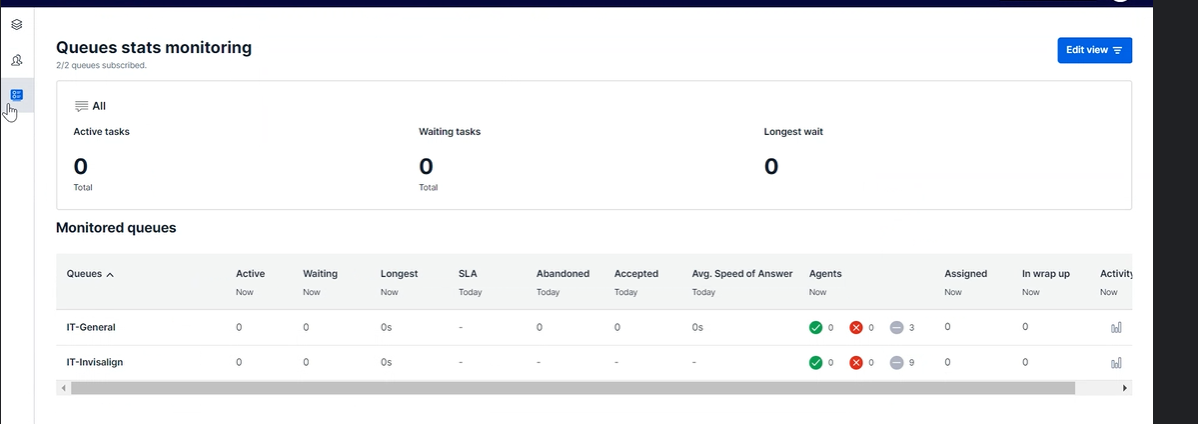 Queues stats monitoring
Edit view
2/2 queues subscribed.
All
Active tasks Waiting tasks Longest wait
0 0 0
Total Total
Monitored queues
Queues Active Waiting Longest SLA Abandoned Accepted Avg. Speed of Answer Agents Assigned In wrap up Activity
Now Now Now Today Today Today Today Now Now Now Now
IT-General 0 0 0s - 0 0 0s 0 0 3 0 0
IT-Invisalign 0 0 0s - - - - 0 0 9 0 0